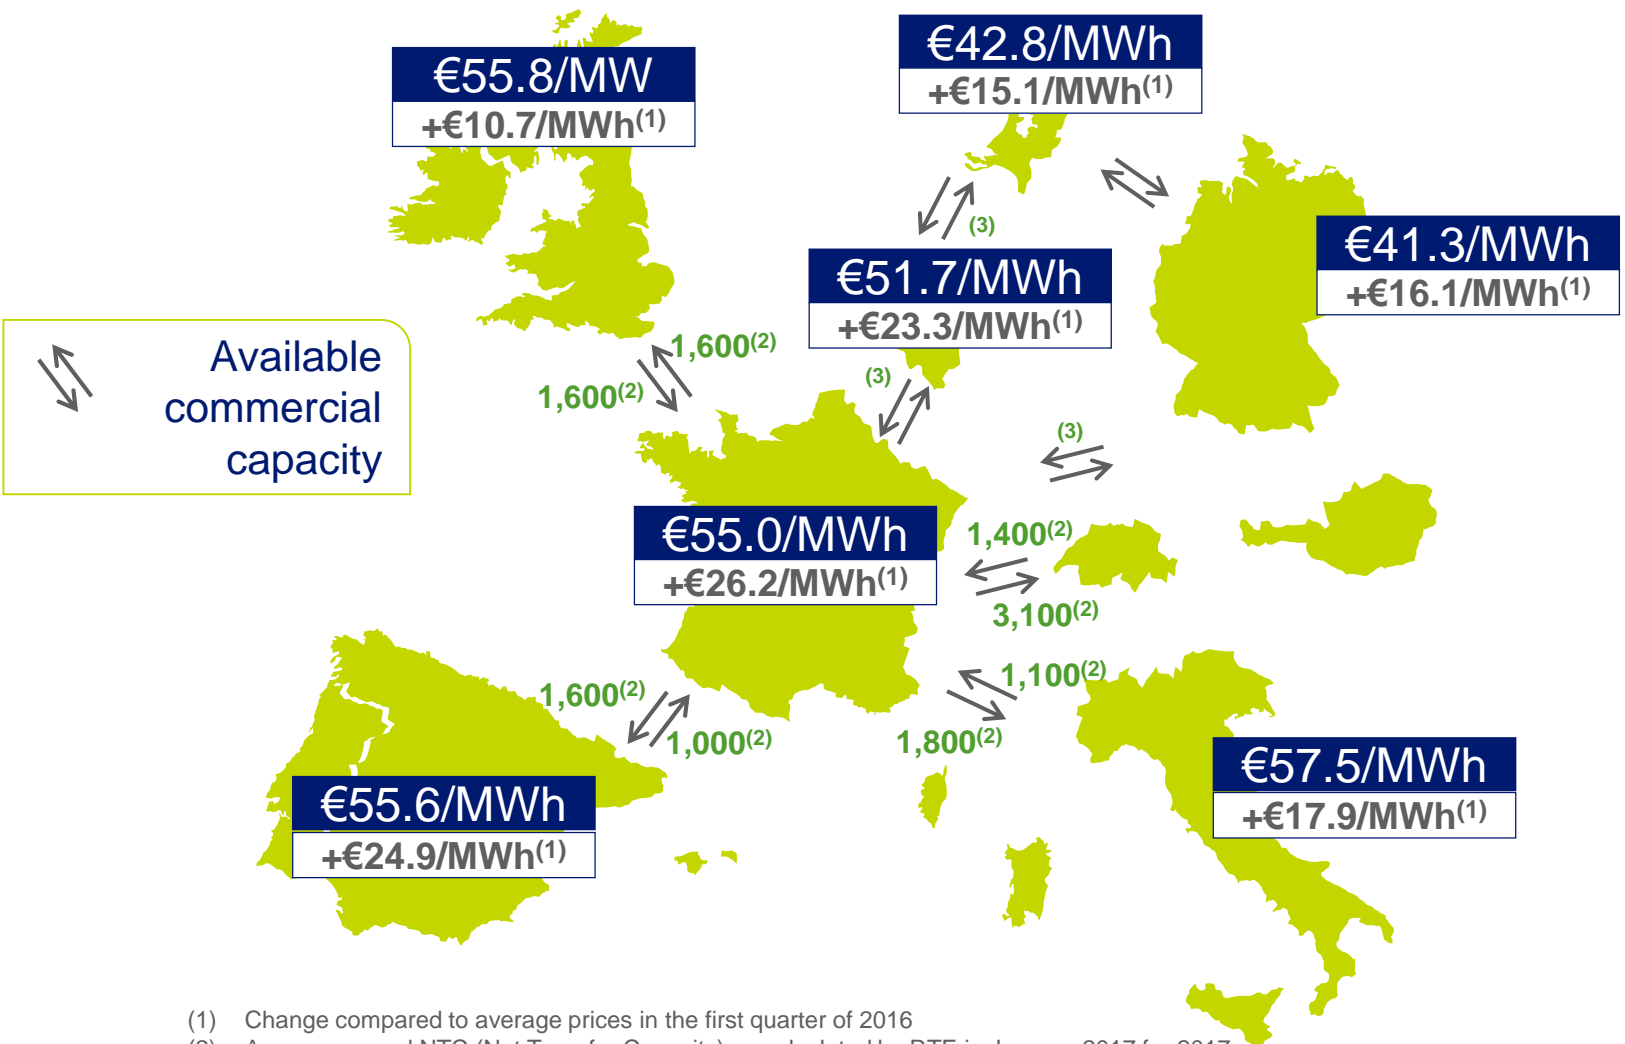 €55.8/MW
+€10.7/MWh(1)
€42.8/MWh
+€15.1/MWh(1)
(3)
€41.3/MWh
+€16.1/MWh(1)
€51.7/MWh
+€23.3/MWh(1)
Available
commercial
capacity
1,600(2)
1,600(2)
(3)
(3)
€55.0/MWh
+€26.2/MWh(1)
1,400(2)
3,100(2)
1,600(2)
1,000(2)
1,100(2)
1,800(2)
€57.5/MWh
+€17.9/MWh(1)
€55.6/MWh
+€24.9/MWh(1)
(1) Change compared to average prices in the first quarter of 2016